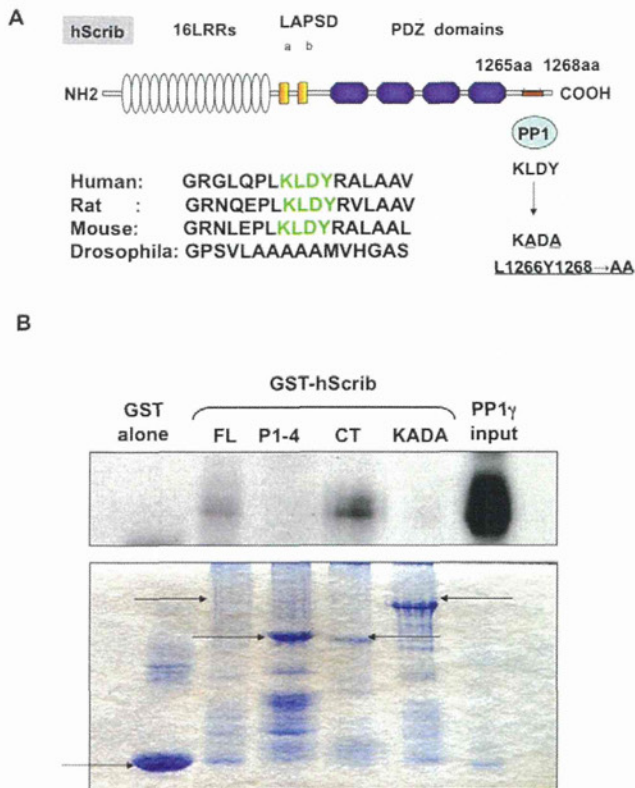 A
hScrib 16LRRs LAPSD PDZ domains
a b
1265aa 1268aa
NH2 COOH
PP1
KLDY
Human: GRGLQPLKLDYRALAAV
Rat : GRNQEPLKLDYRVLAAV
Mouse: GRNLEPLKLDYRALAAL
Drosophila: GPSVLAAAAAMVHGAS
KADA
L1266Y1268→AA
B
GST-hScrib
GST alone FL P1-4 CT KADA PP1γ input